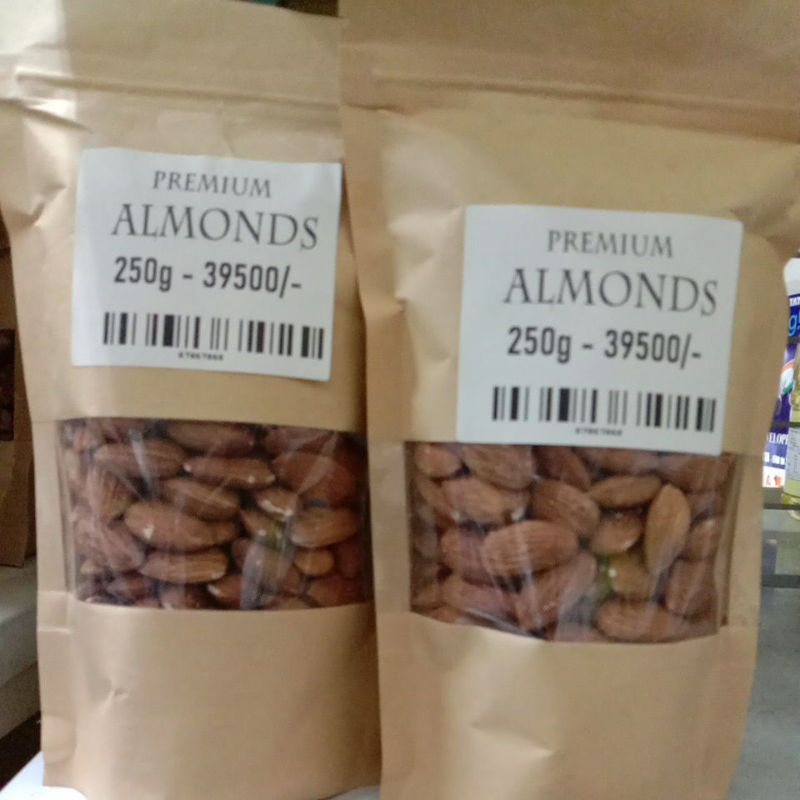 PREMIUM
ALMONDS
250g - 39500/-
PREMIUM
ALMONDS
250g - 39500/-